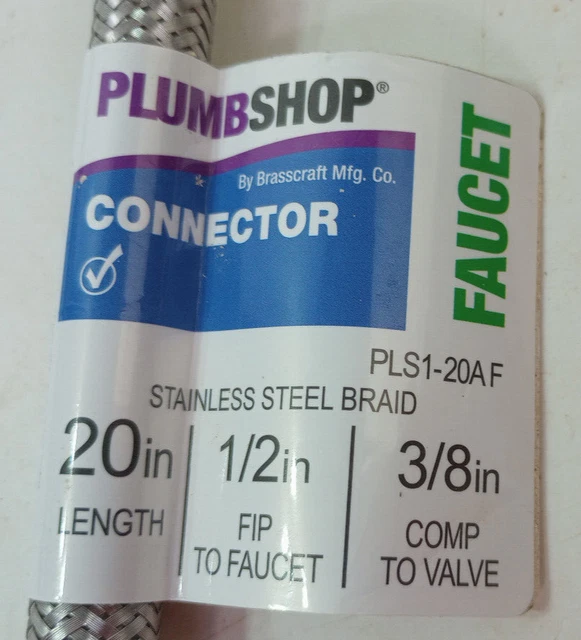 PLUMBSHOP®
By Brasscraft Mfg. Co.
CONNECTOR
FAUCET
PLS1-20AF
STAINLESS STEEL BRAID
20in
LENGTH
1/2in
FIP
TO FAUCET
3/8in
COMP
TO VALVE